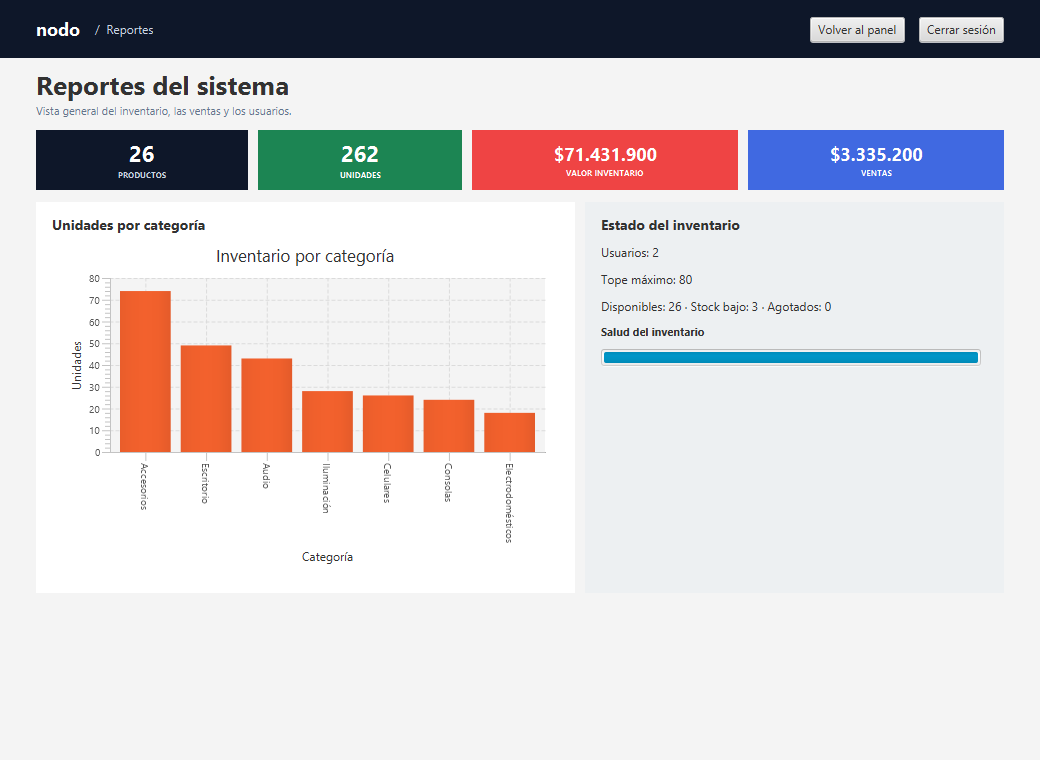 nodo / Reportes
Volver al panel
Cerrar sesión
Reportes del sistema
Vista general del inventario, las ventas y los usuarios.
26
PRODUCTOS
262
UNIDADES
$71.431.900
VALOR INVENTARIO
$3.335.200
VENTAS
Unidades por categoría
Inventario por categoría
80
70
60
50
40
30
20
10
0
Unidades
Accesorios
Escritorio
Audio
Iluminación
Celulares
Consolas
Electrodomésticos
Categoría
Estado del inventario
Usuarios: 2
Tope máximo: 80
Disponibles: 26 · Stock bajo: 3 · Agotados: 0
Salud del inventario